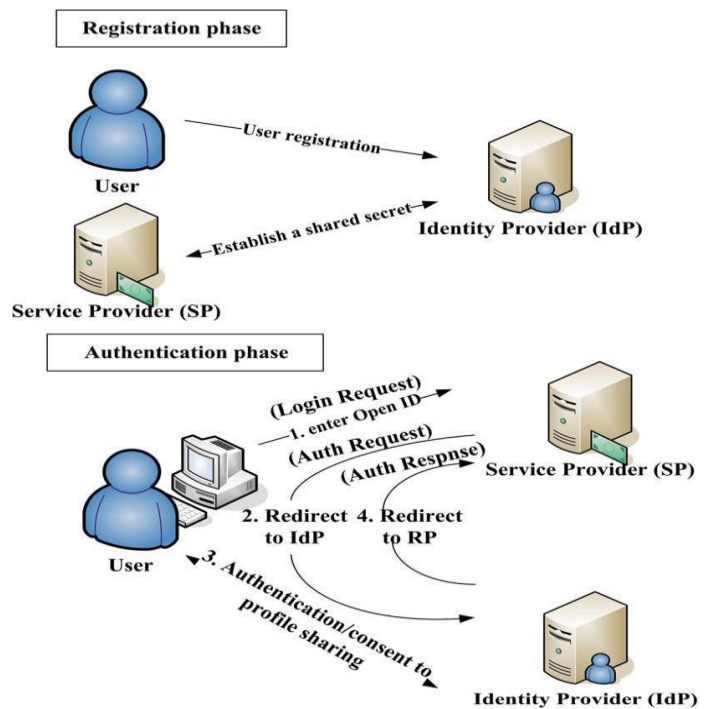 Registration phase
User registration
User
Establish a shared secret
Identity Provider (IdP)
Service Provider (SP)
Authentication phase
(Login Request)
1. enter Open ID
(Auth Request)
(Auth Respnse)
Service Provider (SP)
2. Redirect
to IdP
4. Redirect
to RP
User
3. Authentication/consent to
profile sharing
Identity Provider (IdP)